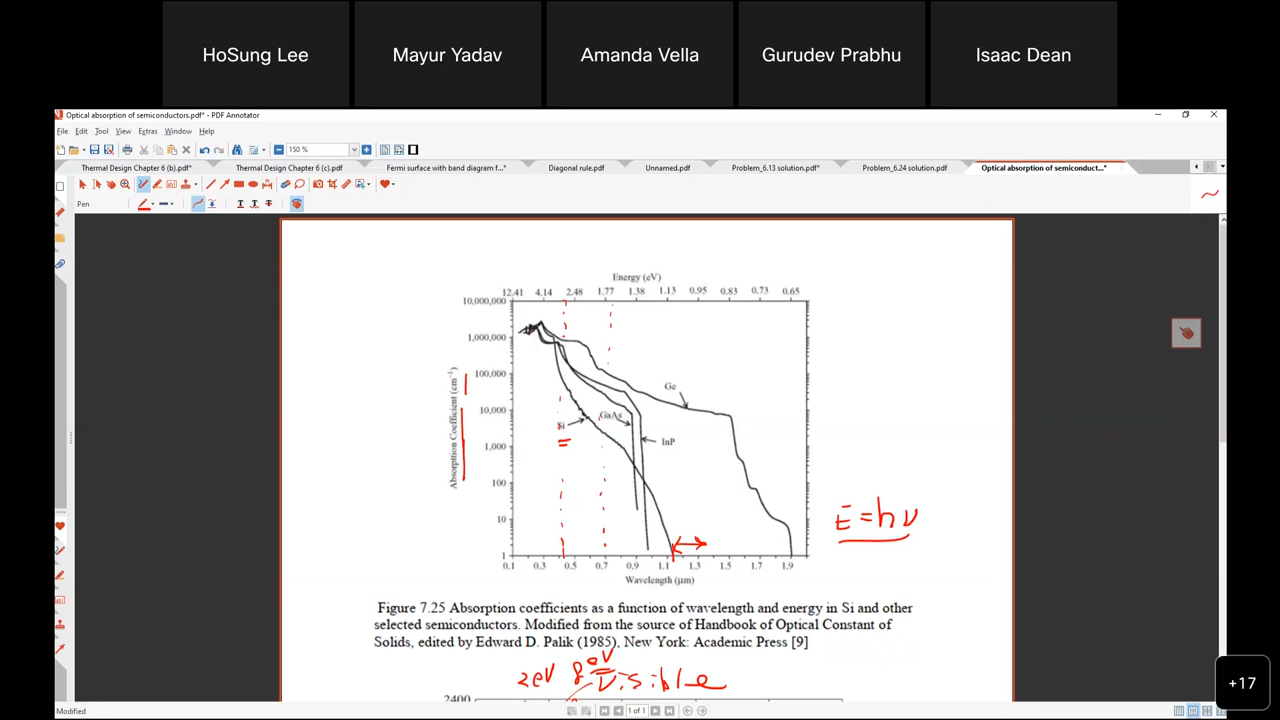 HoSung Lee
Mayur Yadav
Amanda Vella
Gurudev Prabhu
Isaac Dean
Optical absorption of semiconductors.pdf* - PDF Annotator
File Edit Tool View Extras Window Help
150 %
Thermal Design Chapter 6 (b).pdf* Thermal Design Chapter 6 (c).pdf Fermi surface with band diagram f...* Diagonal rule.pdf Unnamed.pdf Problem_6.13 solution.pdf* Problem_6.24 solution.pdf Optical absorption of semiconduct...*
Pen
Energy (eV)
12.41 4.14 2.48 1.77 1.38 1.13 0.95 0.83 0.73 0.65
10,000,000
1,000,000
100,000
10,000
1,000
100
10
1
Absorption Coefficient (cm⁻¹)
Ge
GaAs
Si
InP
0.1 0.3 0.5 0.7 0.9 1.1 1.3 1.5 1.7 1.9
Wavelength (μm)
E = hν
Figure 7.25 Absorption coefficients as a function of wavelength and energy in Si and other
selected semiconductors. Modified from the source of Handbook of Optical Constant of
Solids, edited by Edward D. Palik (1985), New York: Academic Press [9]
2eV 8eV
Visible
2400
Modified
1 of 1
+17